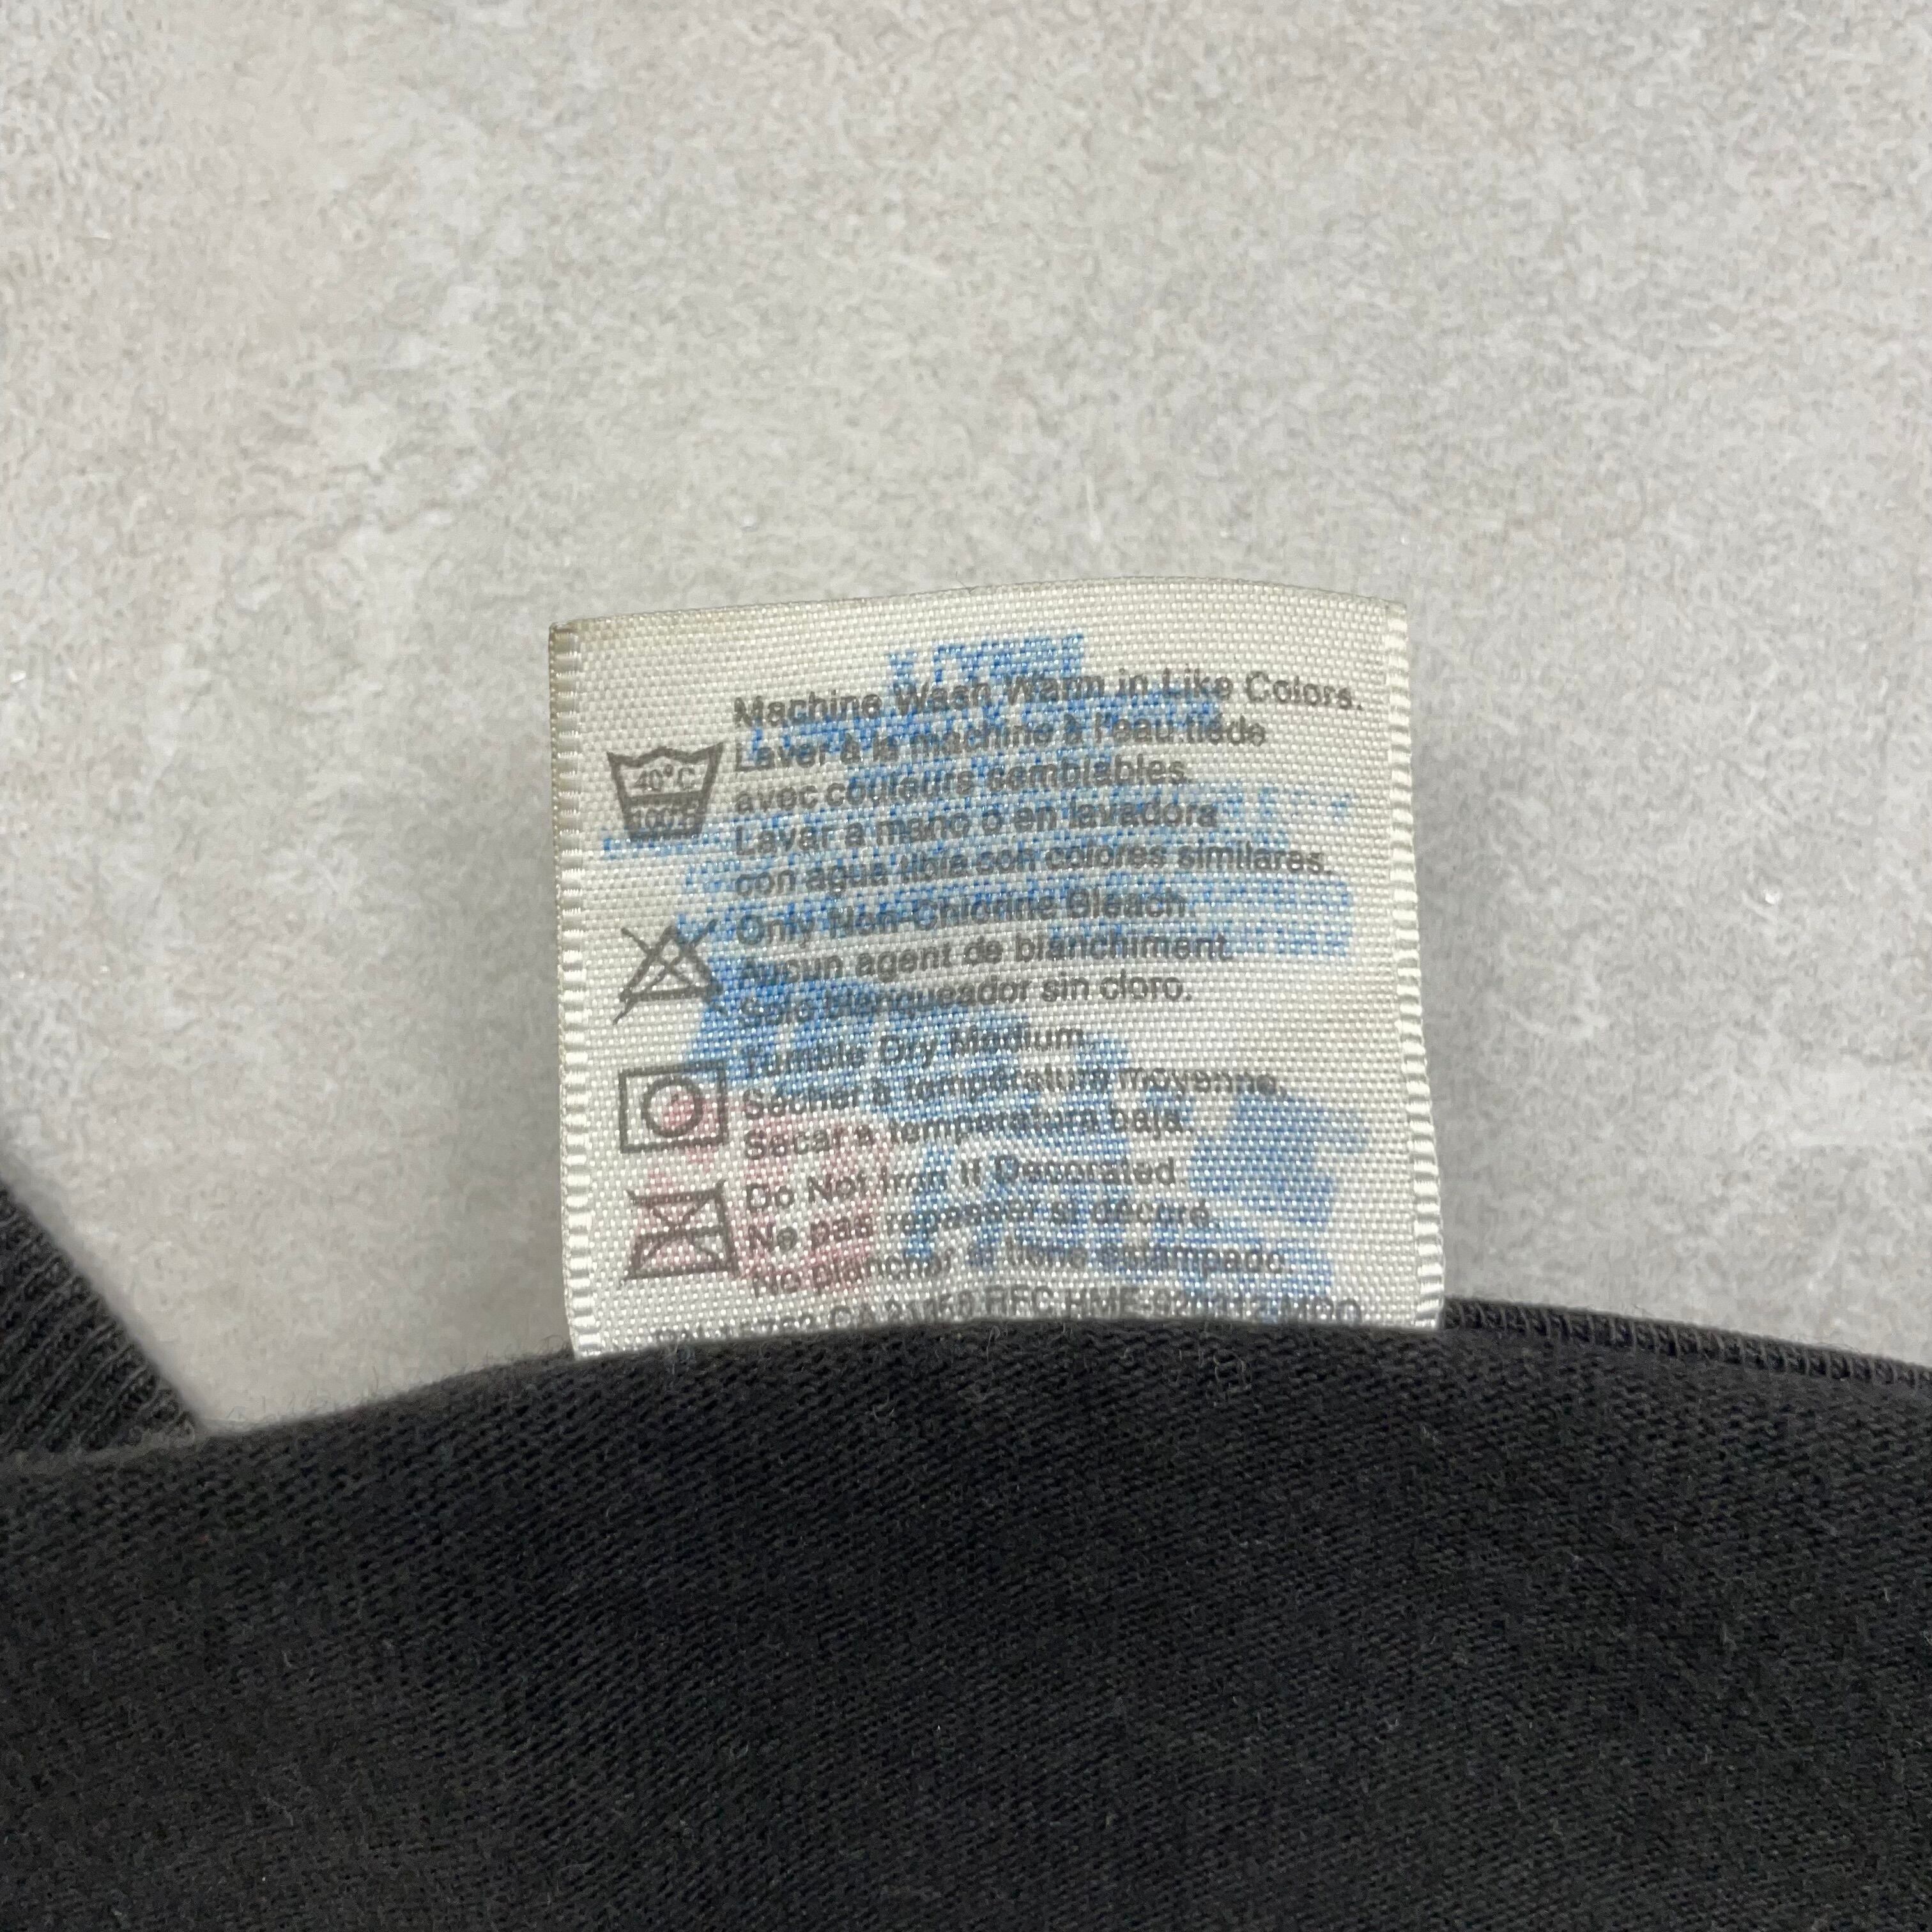 Machine Wash Warm in Like Colors.
Laver à la machine à l'eau tiède
avec couleurs semblables.
Lavar a mano o en lavadora
con agua tibia con colores similares.
40°C
Only Non-Chlorine Bleach.
Aucun agent de blanchiment.
Solo blanqueador sin cloro.
Tumble Dry Medium.
Sécher à température moyenne.
Secar a temperatura baja.
Do Not Iron If Decorated.
Ne pas repasser si décoré.
No planchar si tiene estampado.